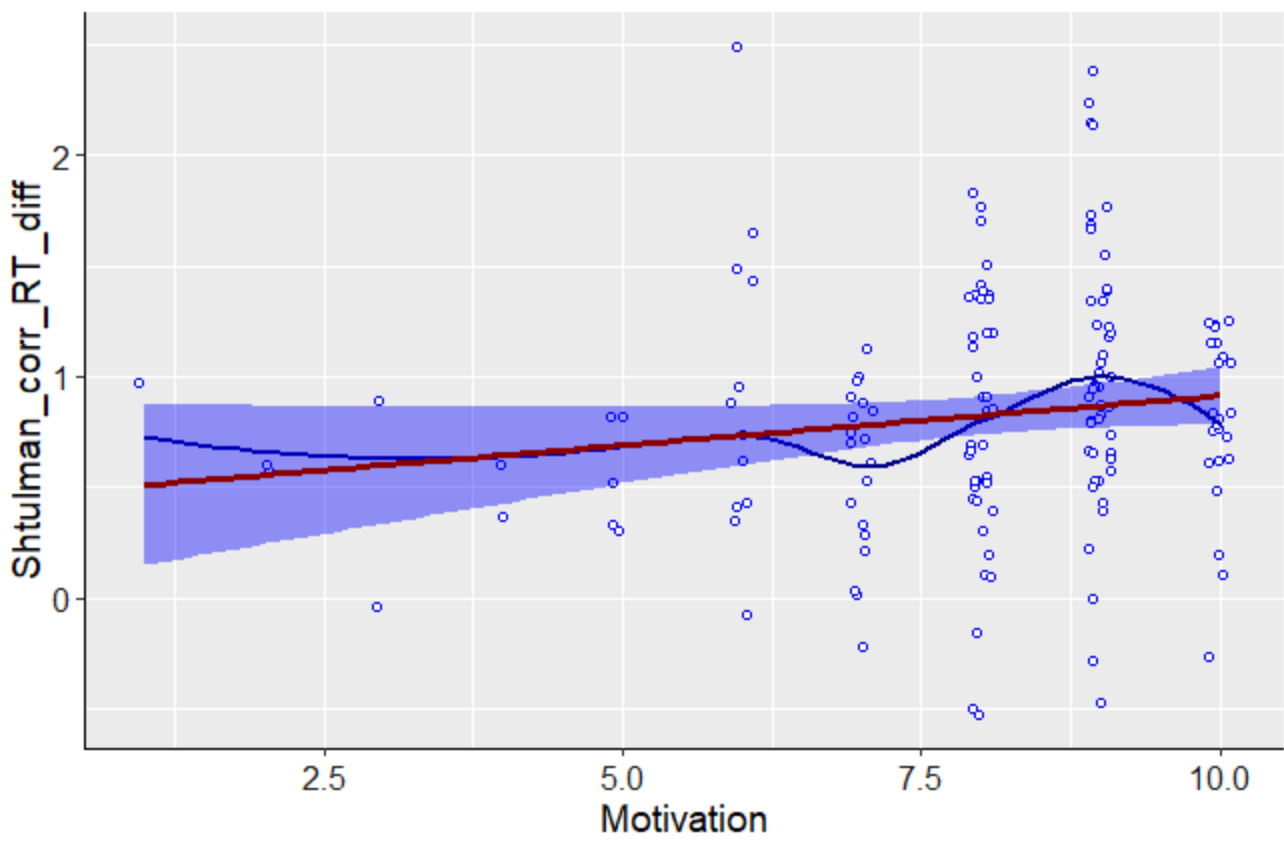 Shtulman_corr_RT_diff
2
1
0
2.5 5.0 7.5 10.0
Motivation